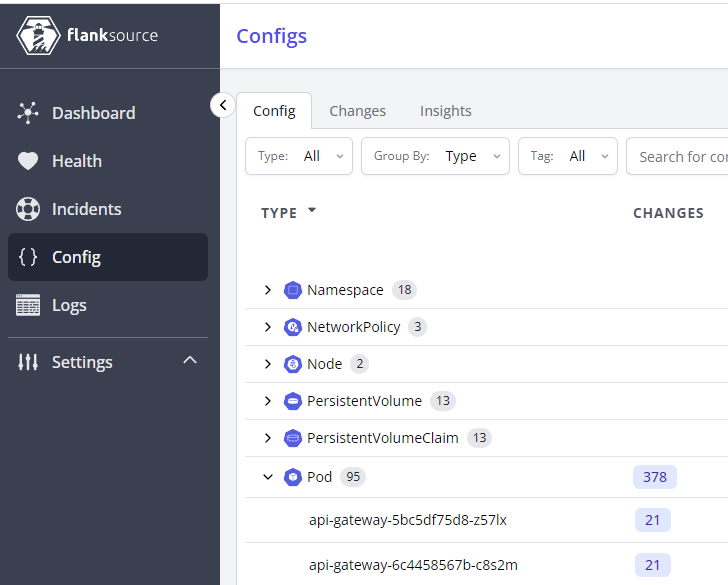 flanksource
Configs
Dashboard
Health
Incidents
Config
Logs
Settings
Config Changes Insights
Type: All Group By: Type Tag: All Search for con
TYPE CHANGES
Namespace 18
NetworkPolicy 3
Node 2
PersistentVolume 13
PersistentVolumeClaim 13
Pod 95 378
api-gateway-5bc5df75d8-z57lx 21
api-gateway-6c4458567b-c8s2m 21